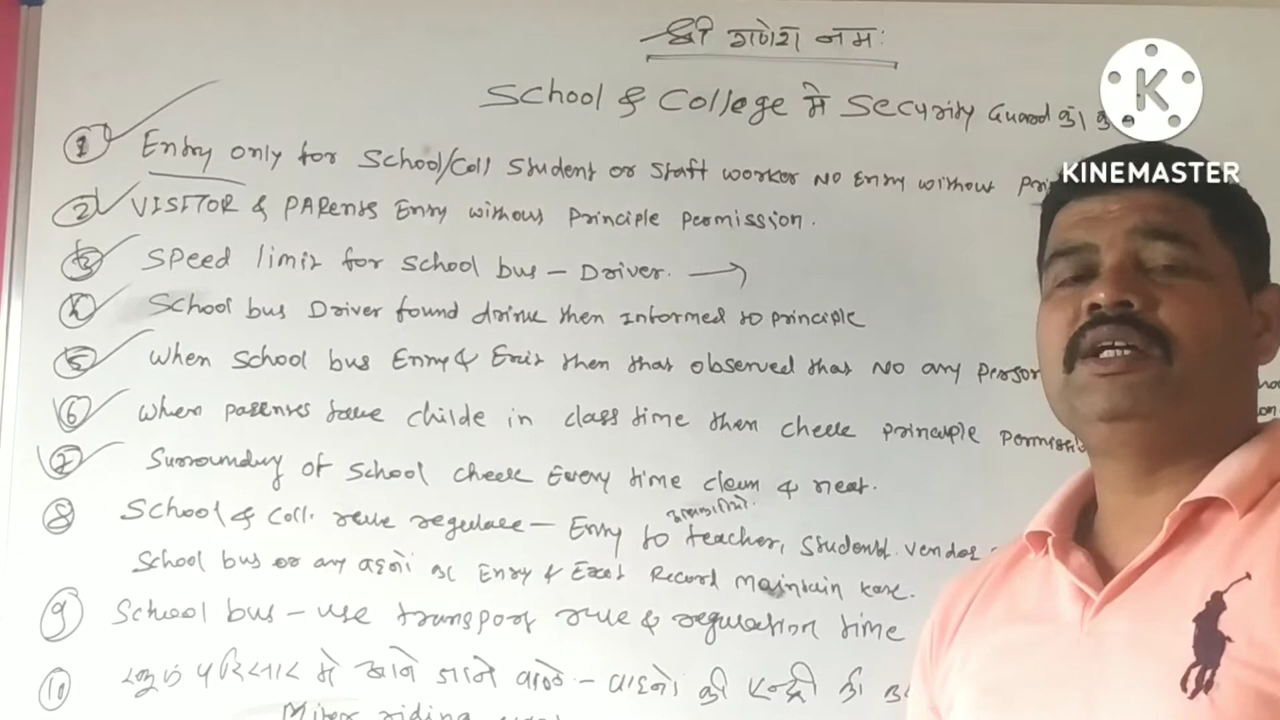 श्री गणेश नमः
School & College मे Security Guard का
① Entry only for School/Coll Student or Staff worker No Entry without
② VISITOR & PARents Entry without Principle Permission.
③ Speed limit for School bus – Driver. →
④ School bus Driver found drink then Informed to principle
⑤ When School bus Entry & Exit then that observed that No any person
⑥ When parents take childe in class time then check principle permissi
⑦ Surrounding of School check Every time clean & neat.
⑧ School & Coll. rule regulate – Entry to teacher, Student. Vendor
School bus or any वाहनो का Entry & Exit Record Maintain kare.
⑨ School bus – use transport rule & regulation time
⑩ स्कूल परिसार मे आने जाने वाले – वाहनो की एन्ट्री
Miror riding
KINEMASTER